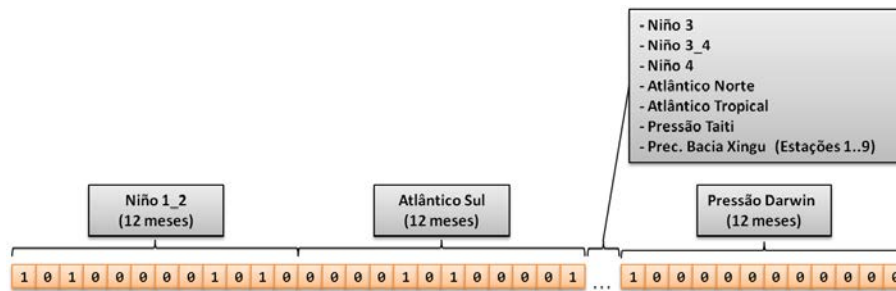 - Niño 3
- Niño 3_4
- Niño 4
- Atlântico Norte
- Atlântico Tropical
- Pressão Taiti
- Prec. Bacia Xingu (Estações 1..9)
Niño 1_2
(12 meses)
Atlântico Sul
(12 meses)
Pressão Darwin
(12 meses)
1 0 1 0 0 0 0 0 1 0 1 0 0 0 0 0 1 0 1 0 0 0 0 1 ... 1 0 0 0 0 0 0 0 0 0 0 0